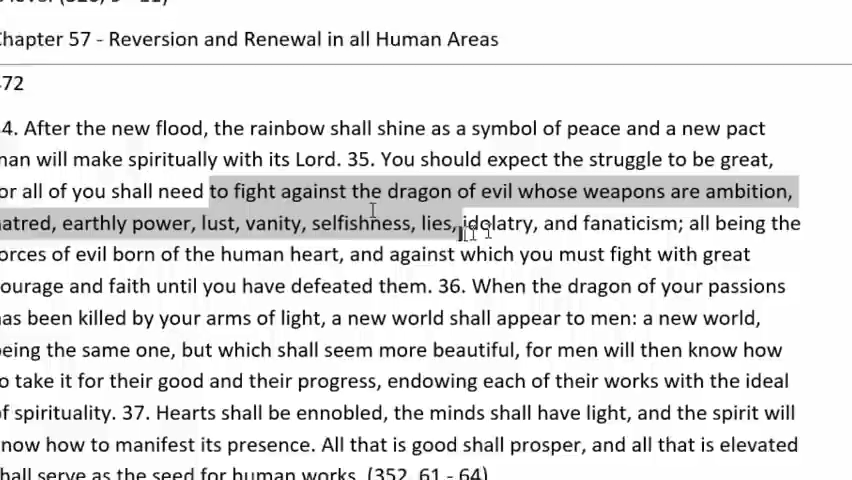 Chapter 57 - Reversion and Renewal in all Human Areas
472
34. After the new flood, the rainbow shall shine as a symbol of peace and a new pact
man will make spiritually with its Lord. 35. You should expect the struggle to be great,
for all of you shall need to fight against the dragon of evil whose weapons are ambition,
hatred, earthly power, lust, vanity, selfishness, lies, idolatry, and fanaticism; all being the
forces of evil born of the human heart, and against which you must fight with great
courage and faith until you have defeated them. 36. When the dragon of your passions
has been killed by your arms of light, a new world shall appear to men: a new world,
being the same one, but which shall seem more beautiful, for men will then know how
to take it for their good and their progress, endowing each of their works with the ideal
of spirituality. 37. Hearts shall be ennobled, the minds shall have light, and the spirit will
know how to manifest its presence. All that is good shall prosper, and all that is elevated
shall serve as the seed for human works. (352, 61 - 64)